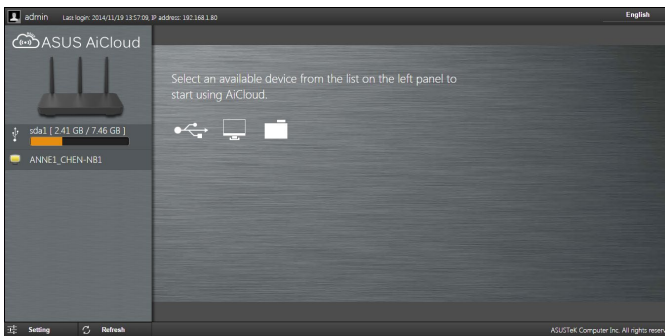 admin Last login: 2014/11/19 13:57:09, IP address: 192.168.1.80 English
ASUS AiCloud
Select an available device from the list on the left panel to
start using AiCloud.
sda1 [ 2.41 GB / 7.46 GB ]
ANNE1_CHEN-NB1
Setting Refresh ASUSTeK Computer Inc. All rights reser